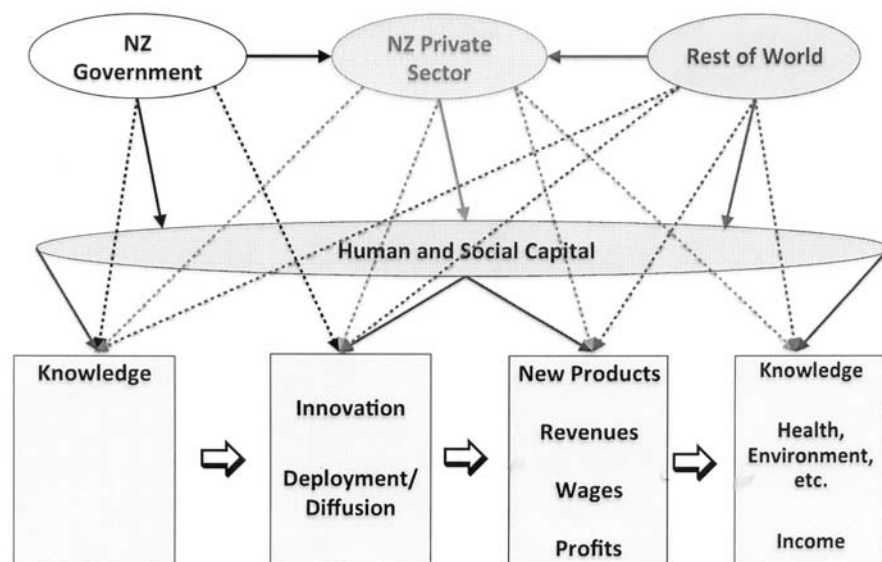 NZ
Government
NZ Private
Sector
Rest of World
Human and Social Capital
Knowledge
Innovation
Deployment/
Diffusion
New Products
Revenues
Wages
Profits
Knowledge
Health,
Environment,
etc.
Income